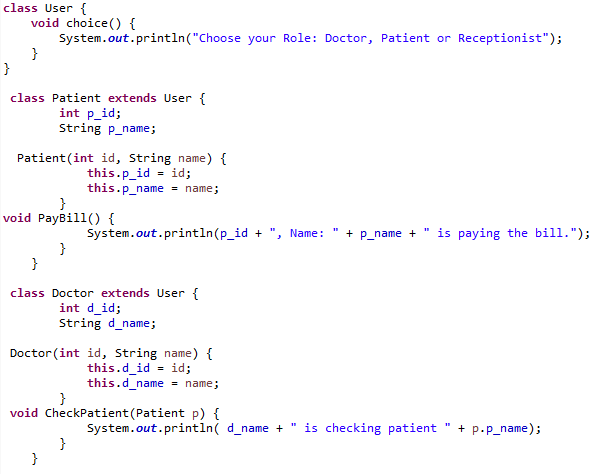 class User {
    void choice() {
        System.out.println("Choose your Role: Doctor, Patient or Receptionist");
    }
}
class Patient extends User {
        int p_id;
        String p_name;
  Patient(int id, String name) {
            this.p_id = id;
            this.p_name = name;
        }
void PayBill() {
            System.out.println(p_id + ", Name: " + p_name + " is paying the bill.");
        }
    }
 class Doctor extends User {
        int d_id;
        String d_name;
 Doctor(int id, String name) {
            this.d_id = id;
            this.d_name = name;
        }
 void CheckPatient(Patient p) {
            System.out.println( d_name + " is checking patient " + p.p_name);
        }
    }